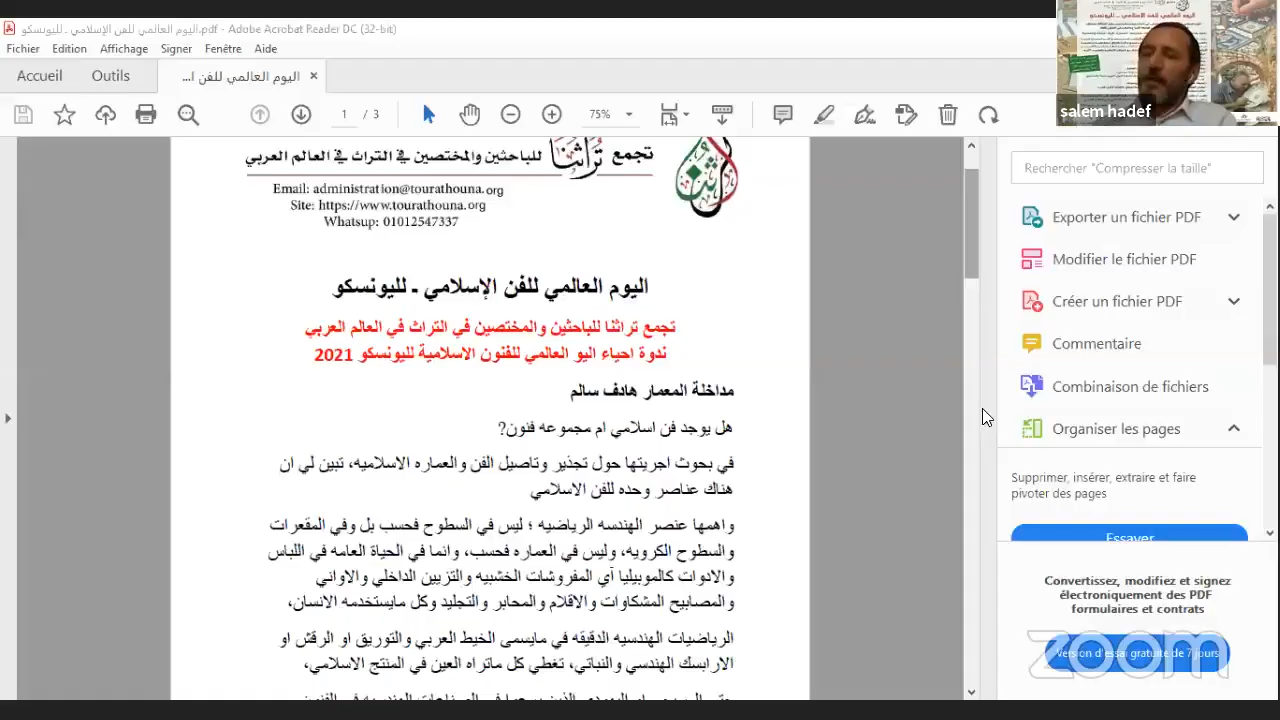 اليوم العالمي للفن الإسلامي ـ لليونسكو.pdf - Adobe Acrobat Reader DC (32-bit)
Fichier Edition Affichage Signer Fenêtre Aide
Accueil Outils اليوم العالمي للفن ا...
1 / 3 75%
salem hadef
تجمع تراثنا للباحثين والمختصين في التراث في العالم العربي
Email: administration@tourathouna.org
Site: https://www.tourathouna.org
Whatsup: 01012547337
اليوم العالمي للفن الإسلامي ـ لليونسكو
تجمع تراثنا للباحثين والمختصين في التراث في العالم العربي
ندوة احياء اليو العالمي للفنون الاسلامية لليونسكو 2021
مداخلة المعمار هادف سالم
هل يوجد فن اسلامي ام مجموعه فنون?
في بحوث اجريتها حول تجذير وتاصيل الفن والعماره الاسلاميه، تبين لي ان
هناك عناصر وحده للفن الاسلامي
واهمها عنصر الهندسه الرياضيه ؛ ليس في السطوح فحسب بل وفي المقعرات
والسطوح الكرويه، وليس في العماره فحسب، وانما في الحياة العامه في اللباس
والادوات كالموبيليا آي المفروشات الخشبيه والتزيين الداخلي والاواني
والمصابيح المشكاوات والاقلام والمحابر والتجليد وكل مايستخدمه الانسان،
الرياضيات الهندسيه الدقيقه في مايسمى الخيط العربي والتوريق او الرقش او
الارابسك الهندسي والنباتي، تغطي كل ماتراه العين في المنتج الاسلامي،
Rechercher "Compresser la taille"
Exporter un fichier PDF
Modifier le fichier PDF
Créer un fichier PDF
Commentaire
Combinaison de fichiers
Organiser les pages
Supprimer, insérer, extraire et faire
pivoter des pages
Essayer
Convertissez, modifiez et signez
électroniquement des PDF
formulaires et contrats
Version d'essai gratuite de 7 jours
zoom